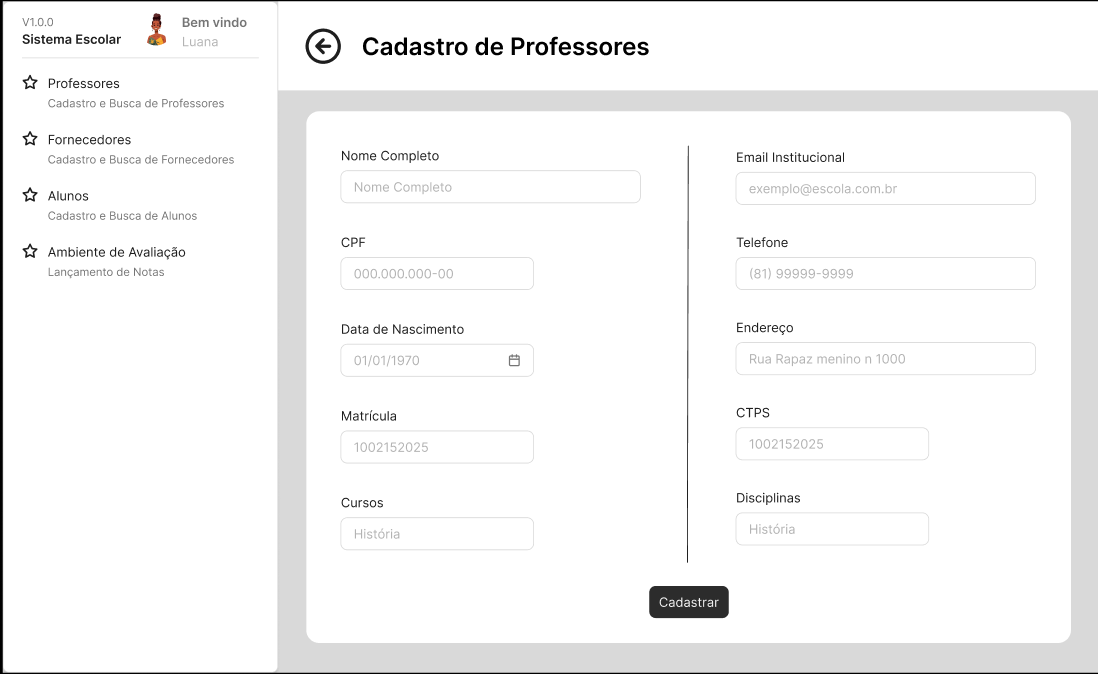 V1.0.0
Sistema Escolar
Bem vindo
Luana
Professores
Cadastro e Busca de Professores
Fornecedores
Cadastro e Busca de Fornecedores
Alunos
Cadastro e Busca de Alunos
Ambiente de Avaliação
Lançamento de Notas
Cadastro de Professores
Nome Completo
Nome Completo
CPF
000.000.000-00
Data de Nascimento
01/01/1970
Matrícula
1002152025
Cursos
História
Email Institucional
exemplo@escola.com.br
Telefone
(81) 99999-9999
Endereço
Rua Rapaz menino n 1000
CTPS
1002152025
Disciplinas
História
Cadastrar